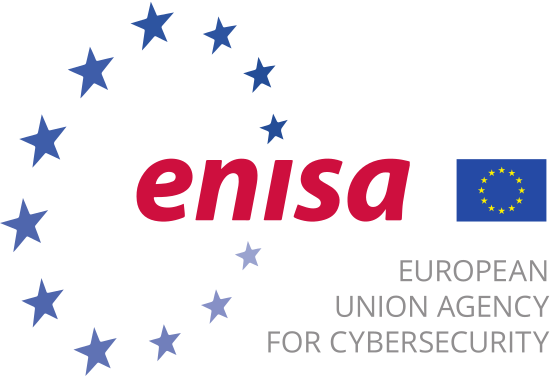 enisa
EUROPEAN
UNION AGENCY
FOR CYBERSECURITY